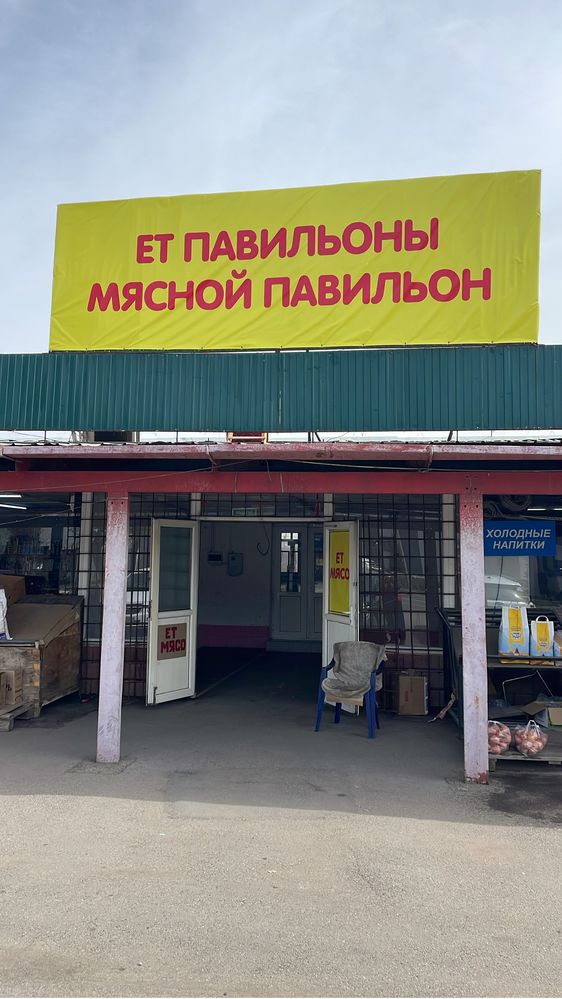 ЕТ ПАВИЛЬОНЫ
МЯСНОЙ ПАВИЛЬОН
ХОЛОДНЫЕ
НАПИТКИ
ЕТ
МЯСО
ЕТ
МЯСО